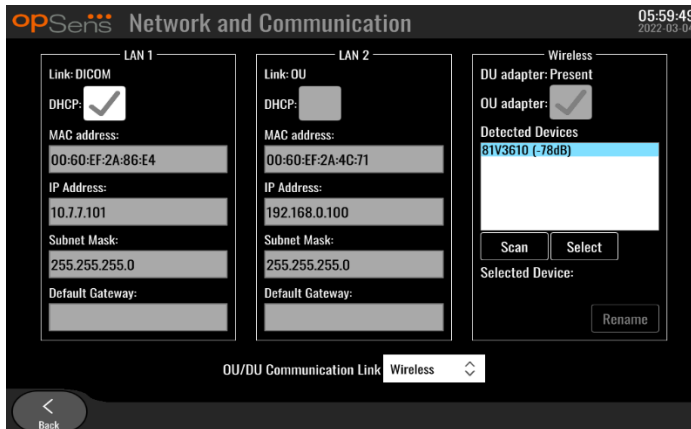 opSens Network and Communication
05:59:49
2022-03-04
LAN 1
Link: DICOM
DHCP:
MAC address:
00:60:EF:2A:86:E4
IP Address:
10.7.7.101
Subnet Mask:
255.255.255.0
Default Gateway:
LAN 2
Link: OU
DHCP:
MAC address:
00:60:EF:2A:4C:71
IP Address:
192.168.0.100
Subnet Mask:
255.255.255.0
Default Gateway:
Wireless
DU adapter: Present
OU adapter:
Detected Devices
81V3610 (-78dB)
Scan Select
Selected Device:
Rename
OU/DU Communication Link Wireless
Back